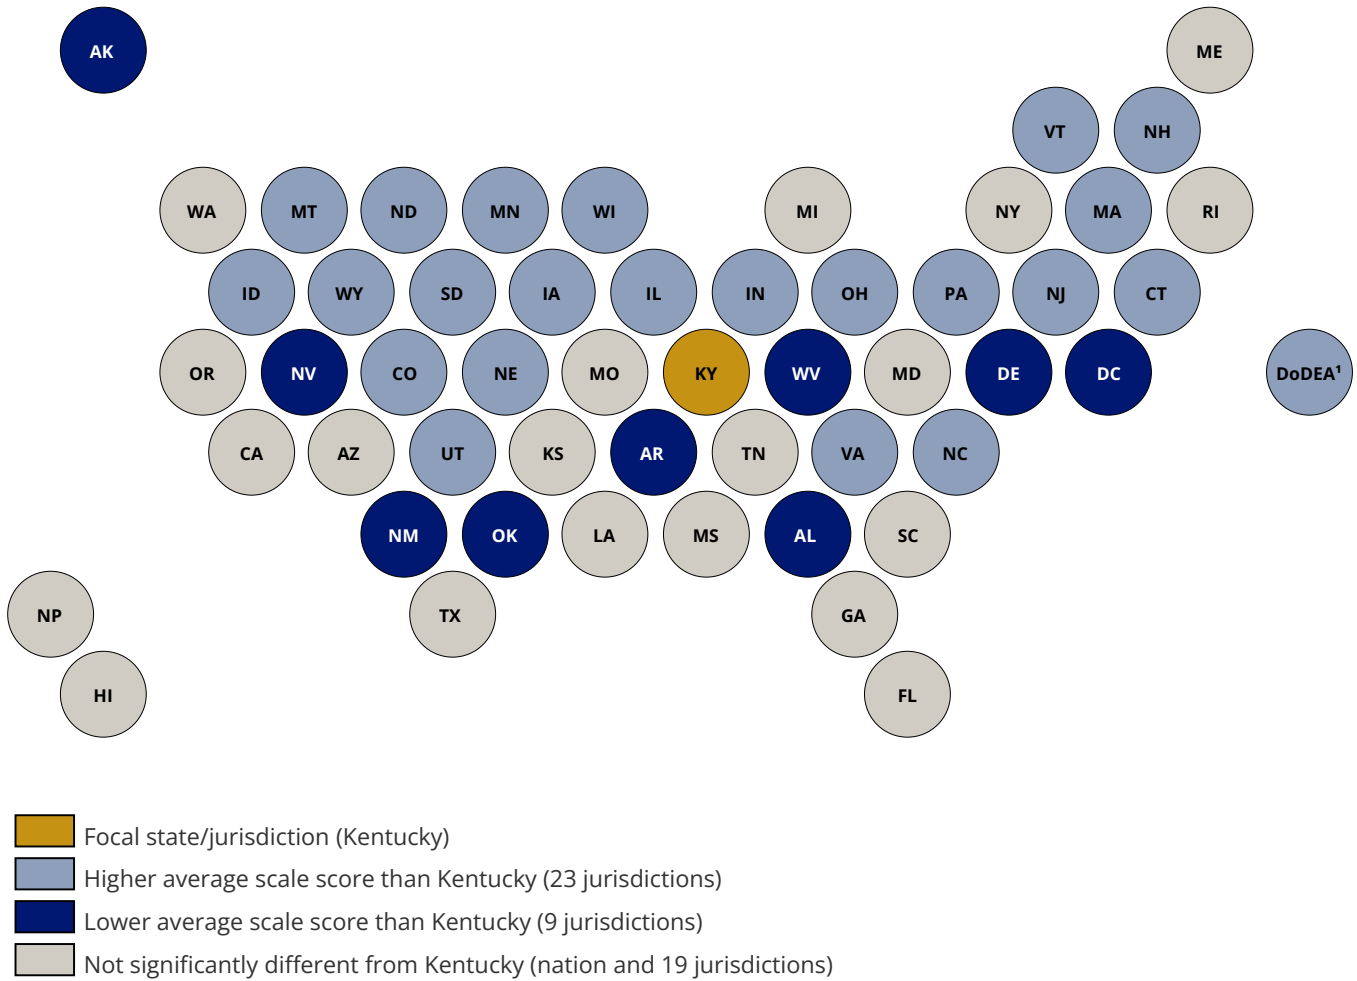 AK
ME
VT NH
WA MT ND MN WI MI NY MA RI
ID WY SD IA IL IN OH PA NJ CT
OR NV CO NE MO KY WV MD DE DC DoDEA¹
CA AZ UT KS AR TN VA NC
NM OK LA MS AL SC
NP TX GA
HI FL
Focal state/jurisdiction (Kentucky)
Higher average scale score than Kentucky (23 jurisdictions)
Lower average scale score than Kentucky (9 jurisdictions)
Not significantly different from Kentucky (nation and 19 jurisdictions)